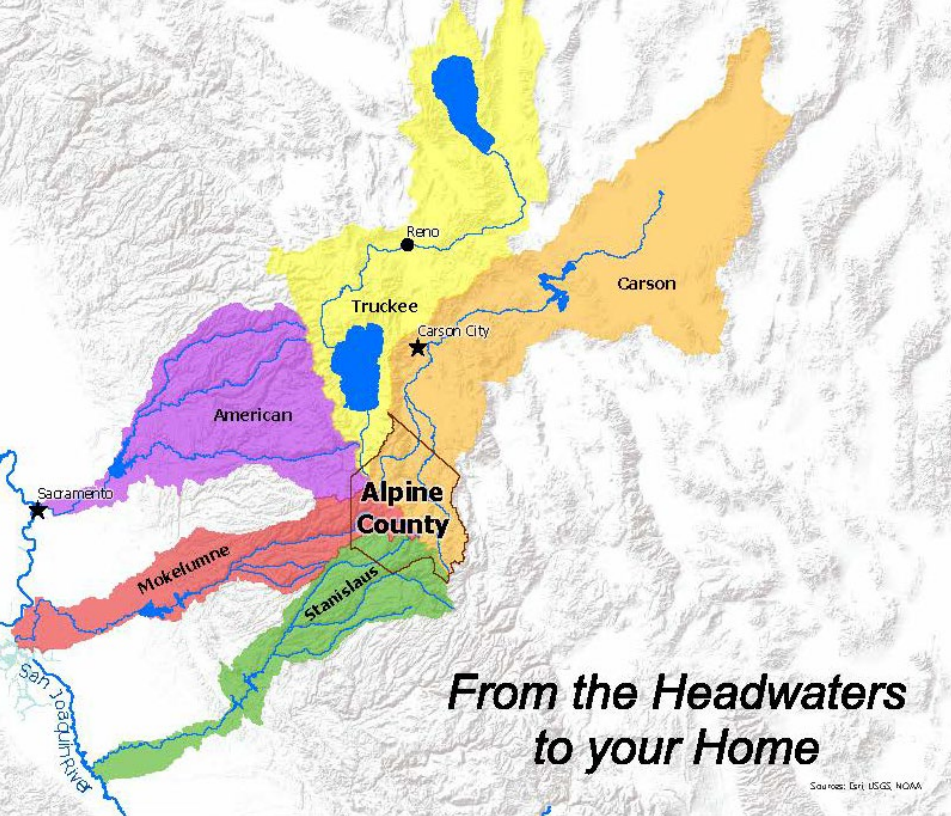 Reno
Truckee
Carson
Carson City
American
Sacramento
Alpine
County
Mokelumne
Stanislaus
San Joaquin River
From the Headwaters
to your Home
Sources: Esri, USGS, NOAA